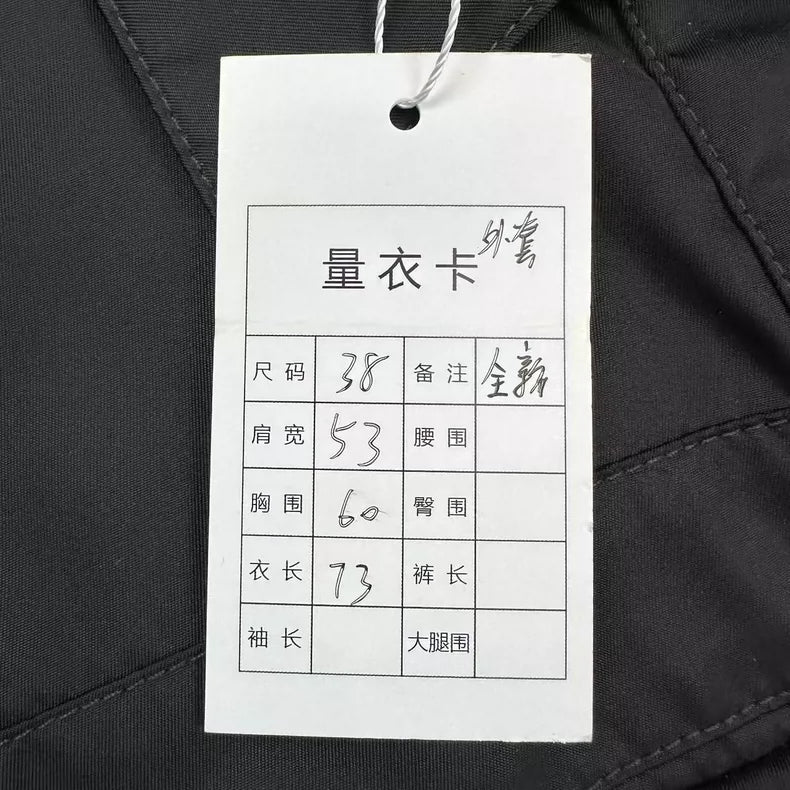 外套
量衣卡
尺码 38 备注 全新
肩宽 53 腰围
胸围 60 臀围
衣长 73 裤长
袖长 大腿围